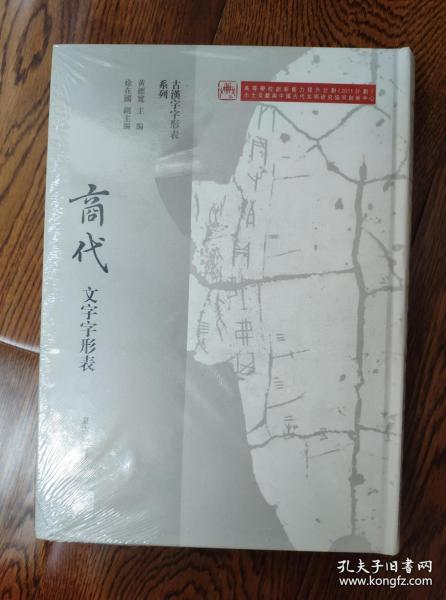 高等學校創新能力提升計劃(2011計劃)
出土文獻與中國古代文明研究協同創新中心
古漢字字形表
系列
黃德寬 主 編
徐在國 副主編
商代
文字字形表
孔夫子旧书网
www.kongfz.com